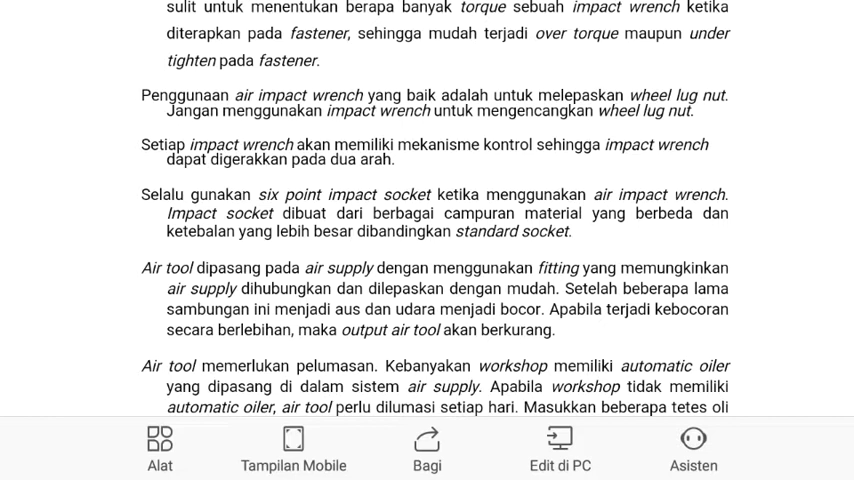 sulit untuk menentukan berapa banyak torque sebuah impact wrench ketika
diterapkan pada fastener, sehingga mudah terjadi over torque maupun under
tighten pada fastener.
Penggunaan air impact wrench yang baik adalah untuk melepaskan wheel lug nut.
Jangan menggunakan impact wrench untuk mengencangkan wheel lug nut.
Setiap impact wrench akan memiliki mekanisme kontrol sehingga impact wrench
dapat digerakkan pada dua arah.
Selalu gunakan six point impact socket ketika menggunakan air impact wrench.
Impact socket dibuat dari berbagai campuran material yang berbeda dan
ketebalan yang lebih besar dibandingkan standard socket.
Air tool dipasang pada air supply dengan menggunakan fitting yang memungkinkan
air supply dihubungkan dan dilepaskan dengan mudah. Setelah beberapa lama
sambungan ini menjadi aus dan udara menjadi bocor. Apabila terjadi kebocoran
secara berlebihan, maka output air tool akan berkurang.
Air tool memerlukan pelumasan. Kebanyakan workshop memiliki automatic oiler
yang dipasang di dalam sistem air supply. Apabila workshop tidak memiliki
automatic oiler, air tool perlu dilumasi setiap hari. Masukkan beberapa tetes oli
Alat Tampilan Mobile Bagi Edit di PC Asisten